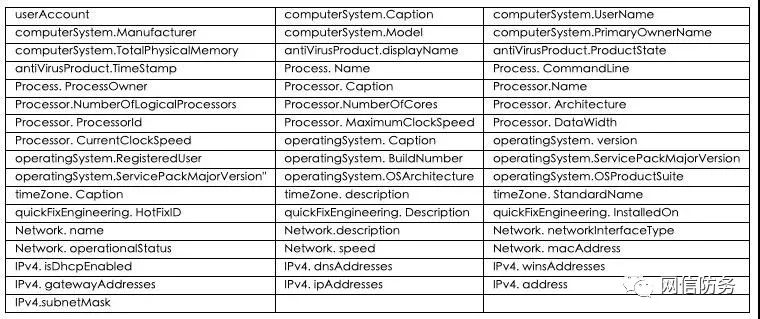 userAccount computerSystem.Caption computerSystem.UserName
computerSystem.Manufacturer computerSystem.Model computerSystem.PrimaryOwnerName
computerSystem.TotalPhysicalMemory antiVirusProduct.displayName antiVirusProduct.ProductState
antiVirusProduct.TimeStamp Process. Name Process. CommandLine
Process. ProcessOwner Processor. Caption Processor.Name
Processor.NumberOfLogicalProcessors Processor.NumberOfCores Processor. Architecture
Processor. ProcessorId Processor. MaximumClockSpeed Processor. DataWidth
Processor. CurrentClockSpeed operatingSystem. Caption operatingSystem. version
operatingSystem.RegisteredUser operatingSystem. BuildNumber operatingSystem.ServicePackMajorVersion
operatingSystem.ServicePackMajorVersion" operatingSystem.OSArchitecture operatingSystem.OSProductSuite
timeZone. Caption timeZone. description timeZone. StandardName
quickFixEngineering. HotFixID quickFixEngineering. Description quickFixEngineering. InstalledOn
Network. name Network.description Network. networkInterfaceType
Network. operationalStatus Network. speed Network. macAddress
IPv4. isDhcpEnabled IPv4. dnsAddresses IPv4. winsAddresses
IPv4. gatewayAddresses IPv4. ipAddresses IPv4. address
IPv4.subnetMask
网信防务